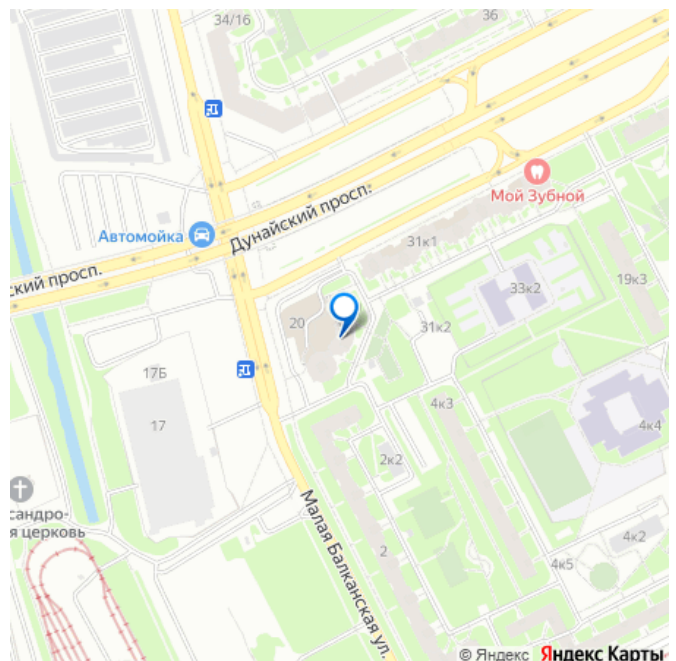 34/16
36
Мой Зубной
Дунайский просп.
Автомойка
31к1
ский просп.
19к3
33к2
20
31к2
17Б
4к3
17
4к4
2к2
сандро-
я церковь
Малая Балканская ул.
4к2
2
4к5
© Яндекс Яндекс Карты